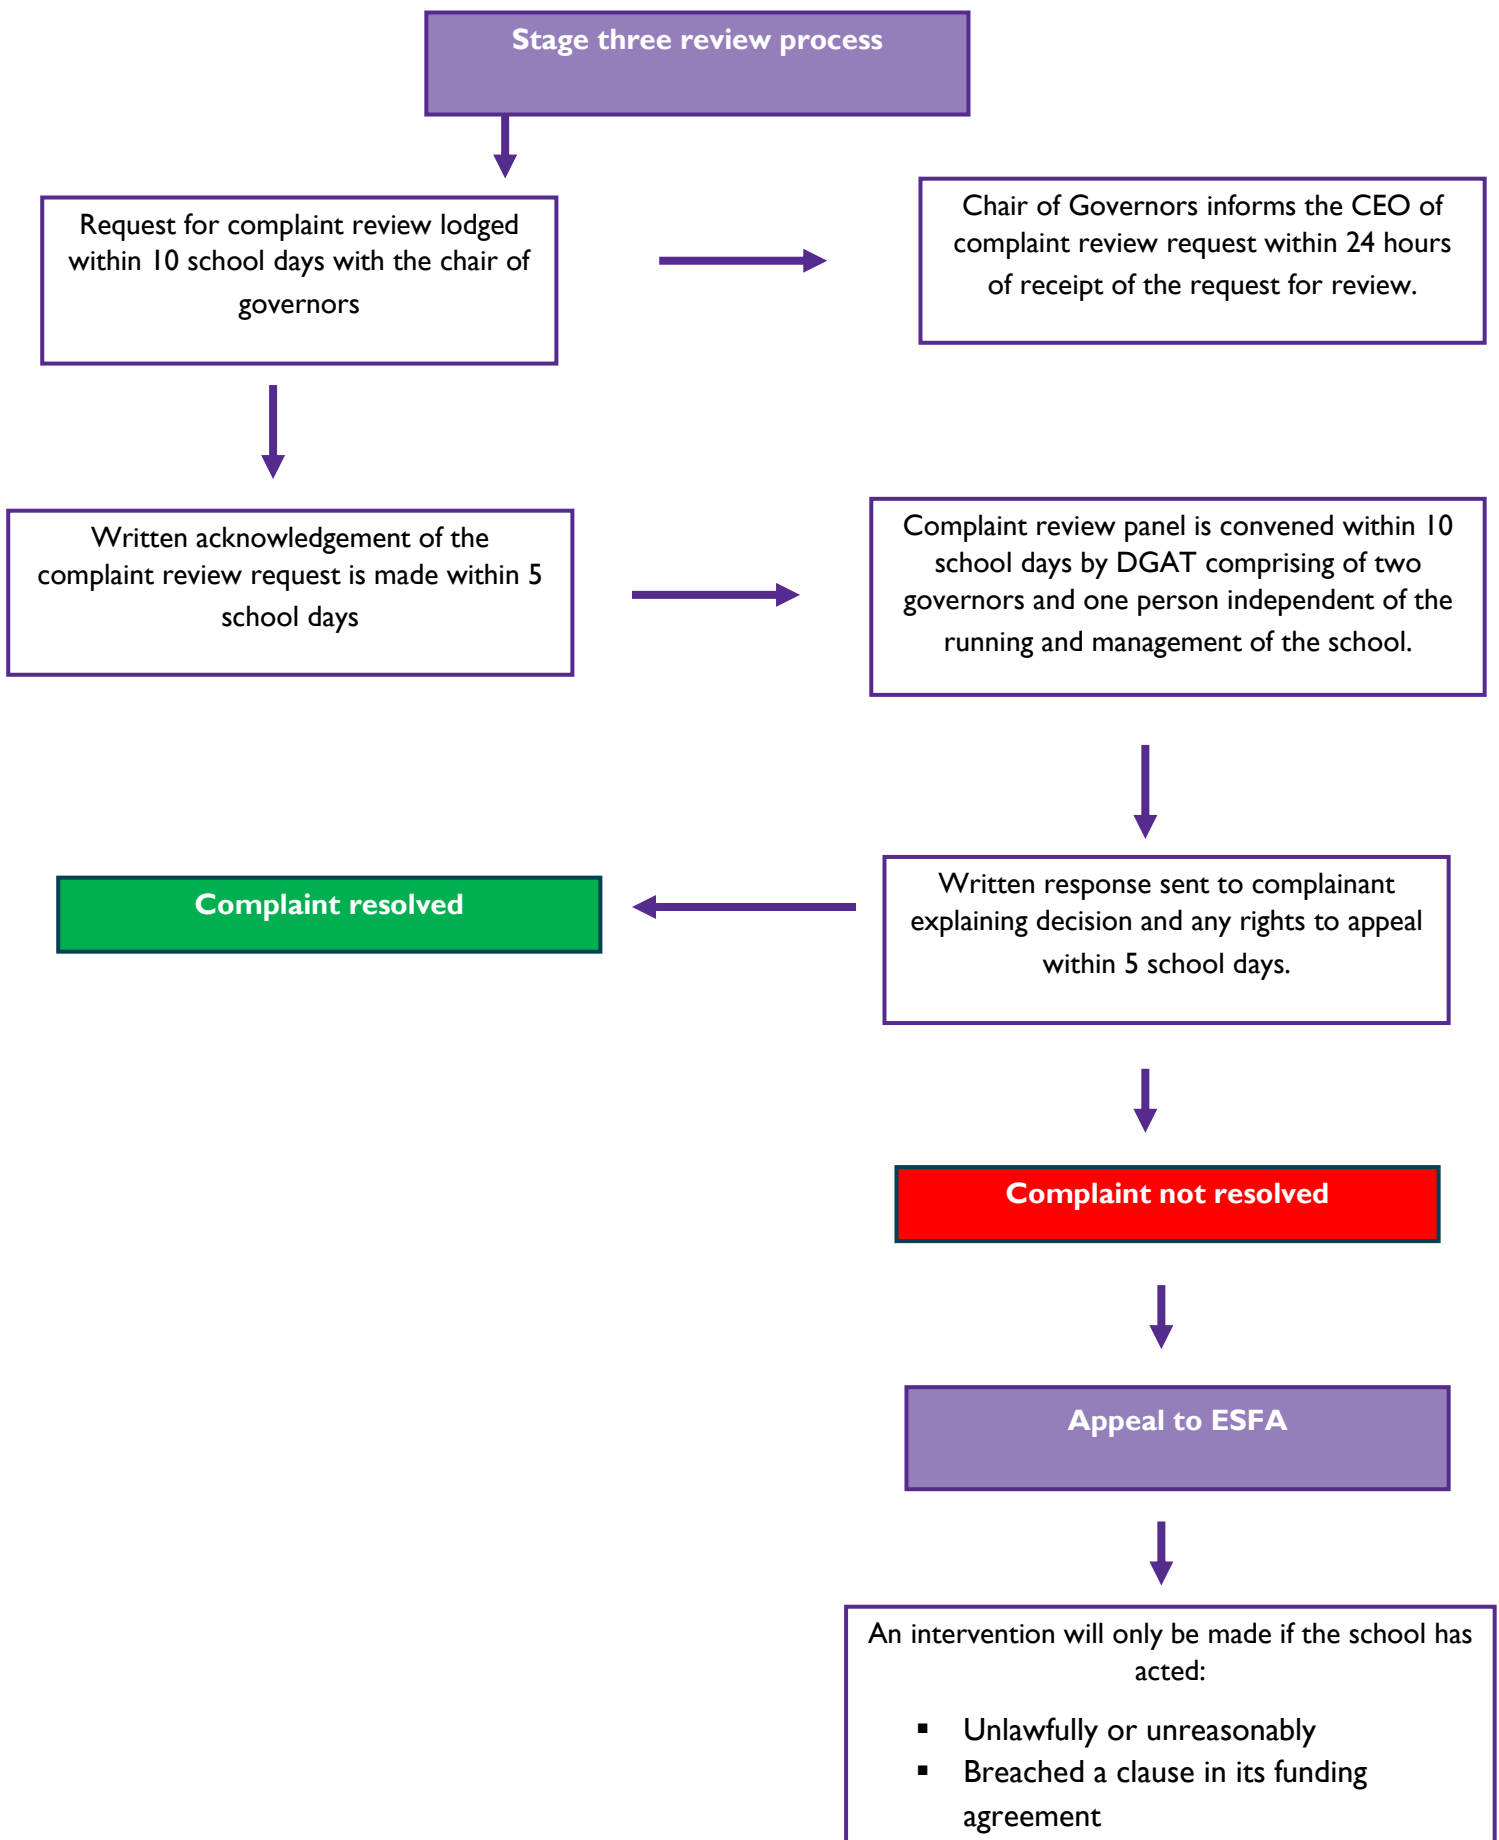 Stage three review process
Request for complaint review lodged
within 10 school days with the chair of
governors
Chair of Governors informs the CEO of
complaint review request within 24 hours
of receipt of the request for review.
Written acknowledgement of the
complaint review request is made within 5
school days
Complaint review panel is convened within 10
school days by DGAT comprising of two
governors and one person independent of the
running and management of the school.
Complaint resolved
Written response sent to complainant
explaining decision and any rights to appeal
within 5 school days.
Complaint not resolved
Appeal to ESFA
An intervention will only be made if the school has
acted:
▪ Unlawfully or unreasonably
▪ Breached a clause in its funding
agreement